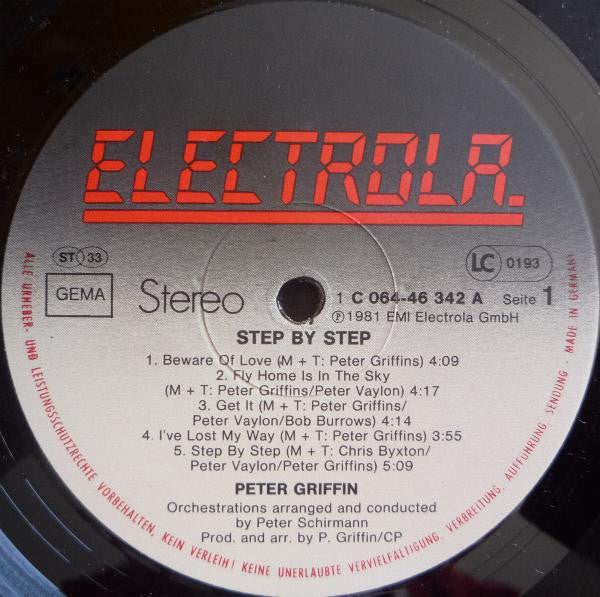 ELECTROLA.
ST 33
LC 0193
GEMA
Stereo
1 C 064-46 342 A Seite 1
Ⓟ1981 EMI Electrola GmbH
STEP BY STEP
1. Beware Of Love (M + T: Peter Griffins) 4:09
2. Fly Home Is In The Sky
(M + T: Peter Griffins/Peter Vaylon) 4:17
3. Get It (M + T: Peter Griffins/
Peter Vaylon/Bob Burrows) 4:14
4. I've Lost My Way (M + T: Peter Griffins) 3:55
5. Step By Step (M + T: Chris Byxton/
Peter Vaylon/Peter Griffins) 5:09
PETER GRIFFIN
Orchestrations arranged and conducted
by Peter Schirmann
Prod. and arr. by P. Griffin/CP
ALLE URHEBER- UND LEISTUNGSSCHUTZRECHTE VORBEHALTEN, KEIN VERLEIH! KEINE UNERLAUBTE VERVIELFÄLTIGUNG, VERBREITUNG, AUFFÜHRUNG, SENDUNG · MADE IN GERMANY